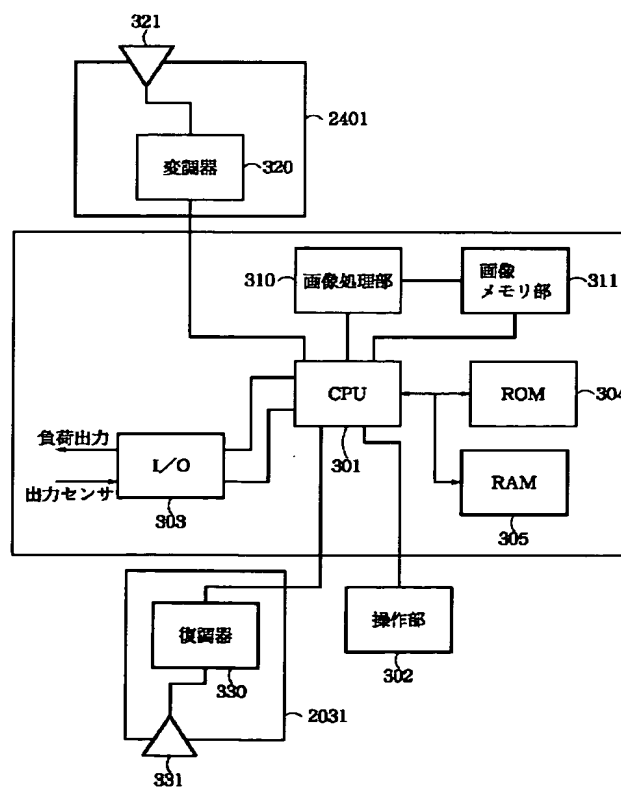 321
2401
変調器
320
310
画像処理部
画像
メモリ部
311
CPU
301
ROM
304
負荷出力
I/O
出力センサ
303
RAM
305
復調器
330
操作部
302
2031
331